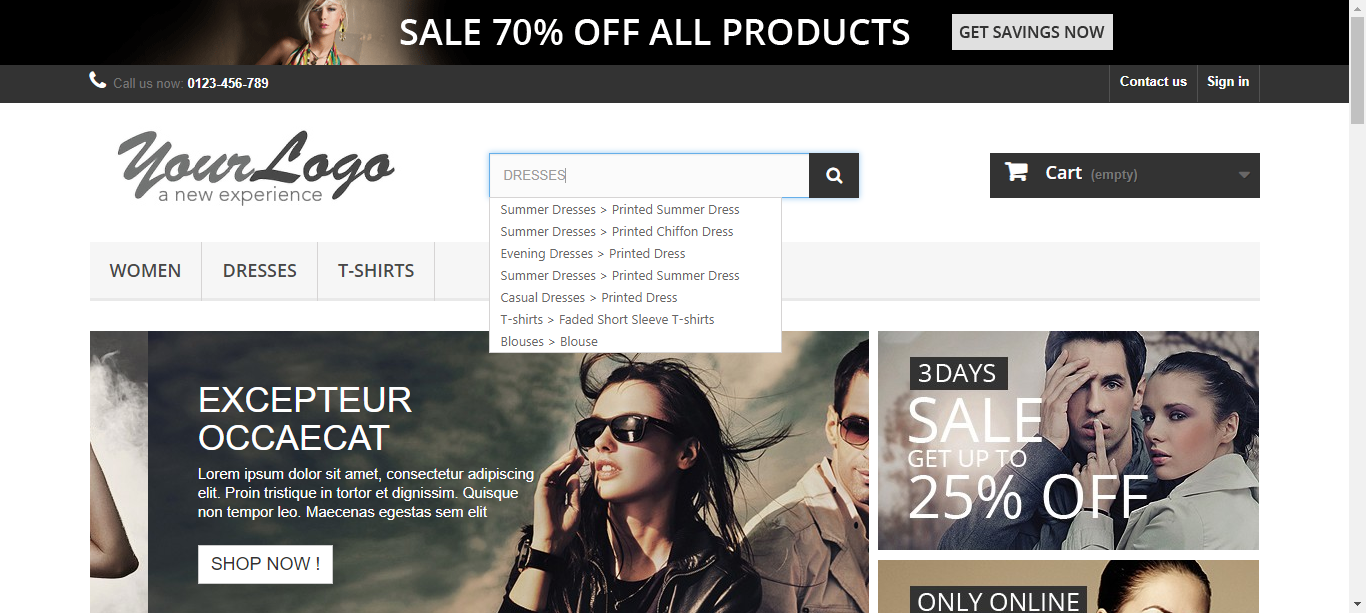 SALE 70% OFF ALL PRODUCTS
GET SAVINGS NOW
Call us now: 0123-456-789
Contact us
Sign in
YourLogo
a new experience
DRESSES
Cart (empty)
Summer Dresses > Printed Summer Dress
Summer Dresses > Printed Chiffon Dress
Evening Dresses > Printed Dress
Summer Dresses > Printed Summer Dress
Casual Dresses > Printed Dress
T-shirts > Faded Short Sleeve T-shirts
Blouses > Blouse
WOMEN
DRESSES
T-SHIRTS
EXCEPTEUR
OCCAECAT
Lorem ipsum dolor sit amet, consectetur adipiscing
elit. Proin tristique in tortor et dignissim. Quisque
non tempor leo. Maecenas egestas sem elit
SHOP NOW !
3 DAYS
SALE
GET UP TO
25% OFF
ONLY ONLINE